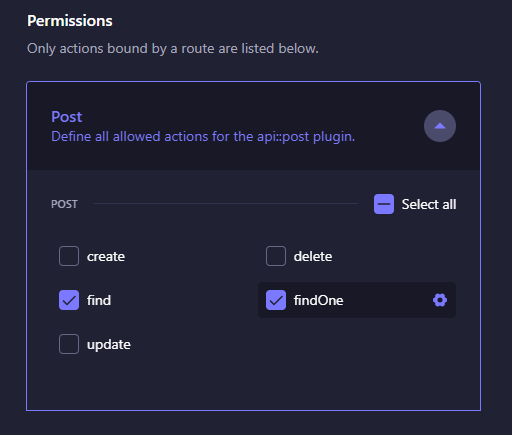 Permissions
Only actions bound by a route are listed below.
Post
Define all allowed actions for the api::post plugin.
POST
Select all
create
delete
find
findOne
update